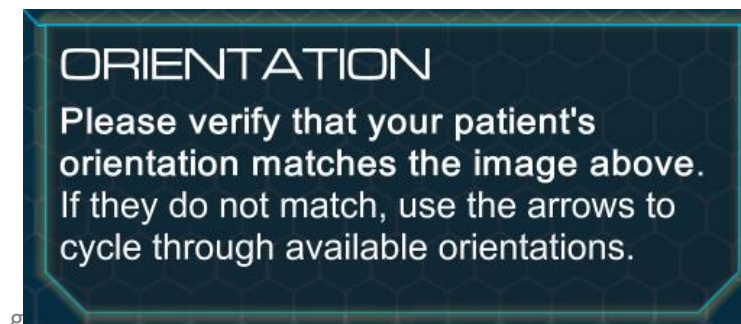 ORIENTATION
Please verify that your patient's
orientation matches the image above.
If they do not match, use the arrows to
cycle through available orientations.